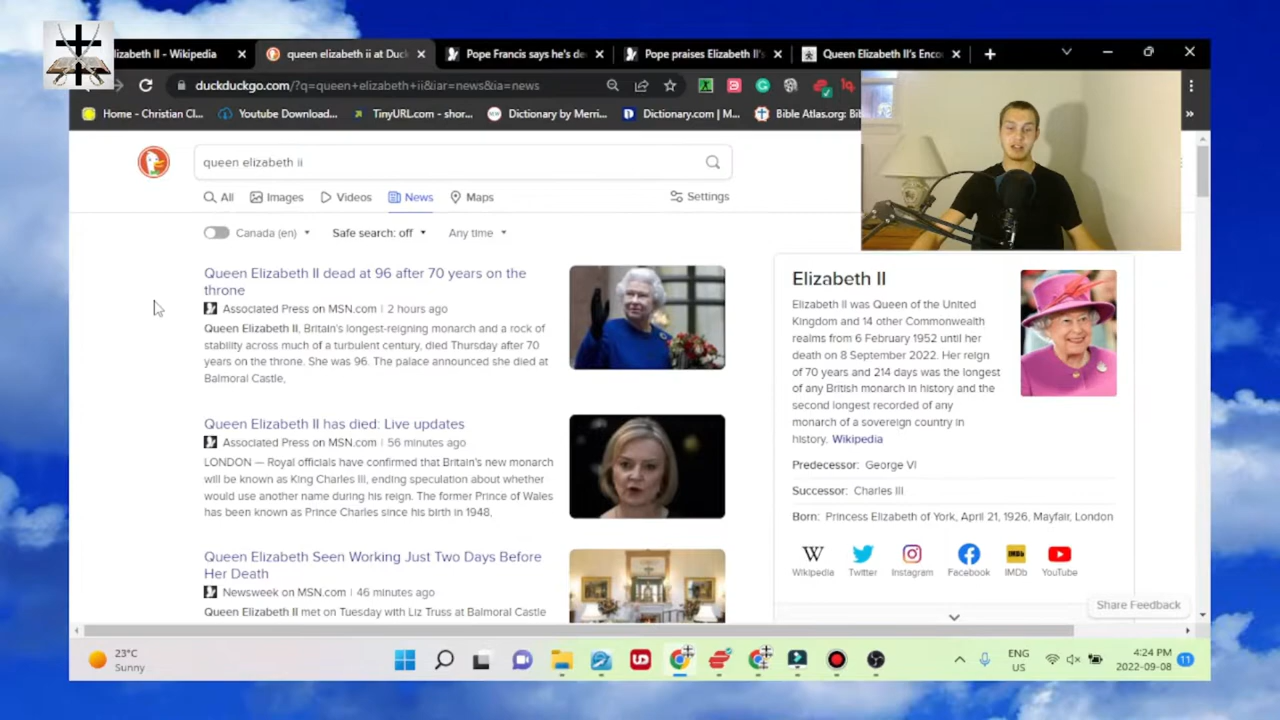 lizabeth II - Wikipedia
queen elizabeth ii at Duck
Pope Francis says he's de
Pope praises Elizabeth II's
Queen Elizabeth II's Enco
duckduckgo.com/?q=queen+elizabeth+ii&iar=news&ia=news
Home - Christian Cl...
Youtube Download...
TinyURL.com - shor...
Dictionary by Merri...
Dictionary.com | M...
Bible Atlas.org: Bib
queen elizabeth ii
All
Images
Videos
News
Maps
Settings
Canada (en)
Safe search: off
Any time
Queen Elizabeth II dead at 96 after 70 years on the
throne
Associated Press on MSN.com | 2 hours ago
Queen Elizabeth II, Britain's longest-reigning monarch and a rock of
stability across much of a turbulent century, died Thursday after 70
years on the throne. She was 96. The palace announced she died at
Balmoral Castle,
Queen Elizabeth II has died: Live updates
Associated Press on MSN.com | 56 minutes ago
LONDON — Royal officials have confirmed that Britain's new monarch
will be known as King Charles III, ending speculation about whether
he would use another name during his reign. The former Prince of Wales
has been known as Prince Charles since his birth in 1948.
Queen Elizabeth Seen Working Just Two Days Before
Her Death
Newsweek on MSN.com | 46 minutes ago
Queen Elizabeth II met on Tuesday with Liz Truss at Balmoral Castle
Elizabeth II
Elizabeth II was Queen of the United
Kingdom and 14 other Commonwealth
realms from 6 February 1952 until her
death on 8 September 2022. Her reign
of 70 years and 214 days was the longest
of any British monarch in history and the
second longest recorded of any
monarch of a sovereign country in
history. Wikipedia
Predecessor: George VI
Successor: Charles III
Born: Princess Elizabeth of York, April 21, 1926, Mayfair, London
Wikipedia
Twitter
Instagram
Facebook
IMDb
YouTube
Share Feedback
23°C
Sunny
ENG
US
4:24 PM
2022-09-08
11